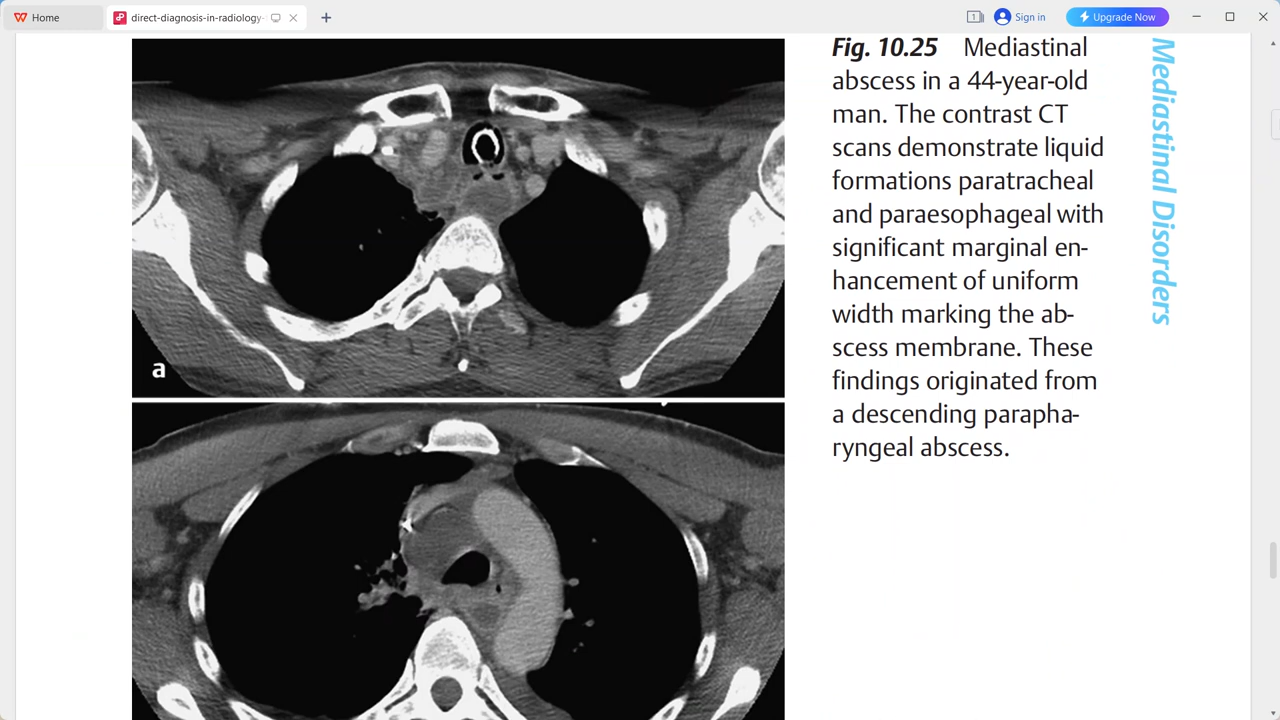 Home
direct-diagnosis-in-radiology-
1
Sign in
Upgrade Now
Fig. 10.25 Mediastinal
abscess in a 44-year-old
man. The contrast CT
scans demonstrate liquid
formations paratracheal
and paraesophageal with
significant marginal en-
hancement of uniform
width marking the ab-
scess membrane. These
findings originated from
a descending parapha-
ryngeal abscess.
Mediastinal Disorders
a